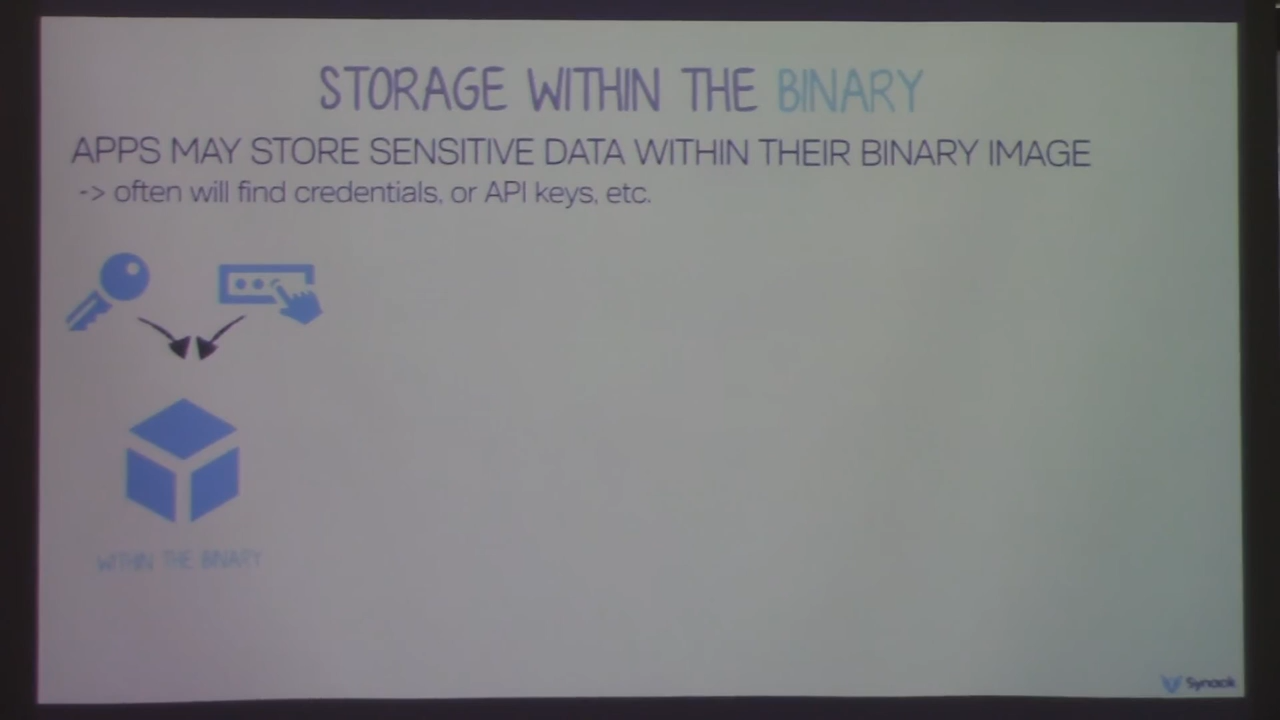 STORAGE WITHIN THE BINARY
APPS MAY STORE SENSITIVE DATA WITHIN THEIR BINARY IMAGE
-> often will find credentials, or API keys, etc.
WITHIN THE BINARY
Synack